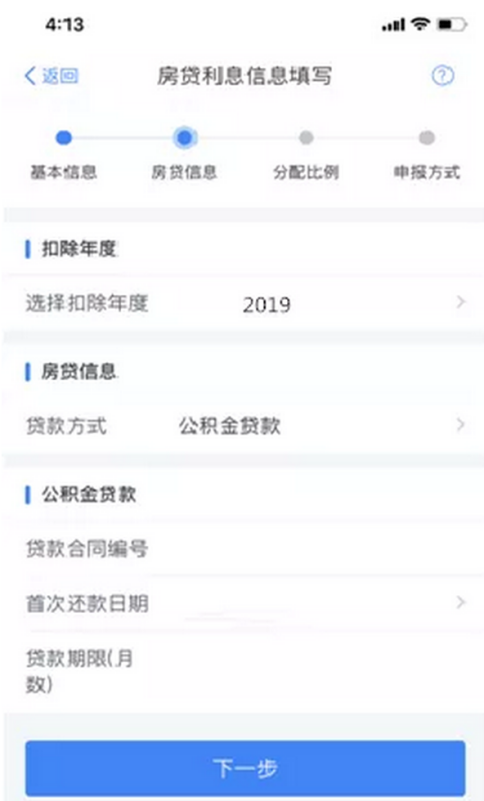 4:13
返回 房贷利息信息填写 ?
基本信息 房贷信息 分配比例 申报方式
扣除年度
选择扣除年度 2019
房贷信息
贷款方式 公积金贷款
公积金贷款
贷款合同编号
首次还款日期
贷款期限(月
数)
下一步